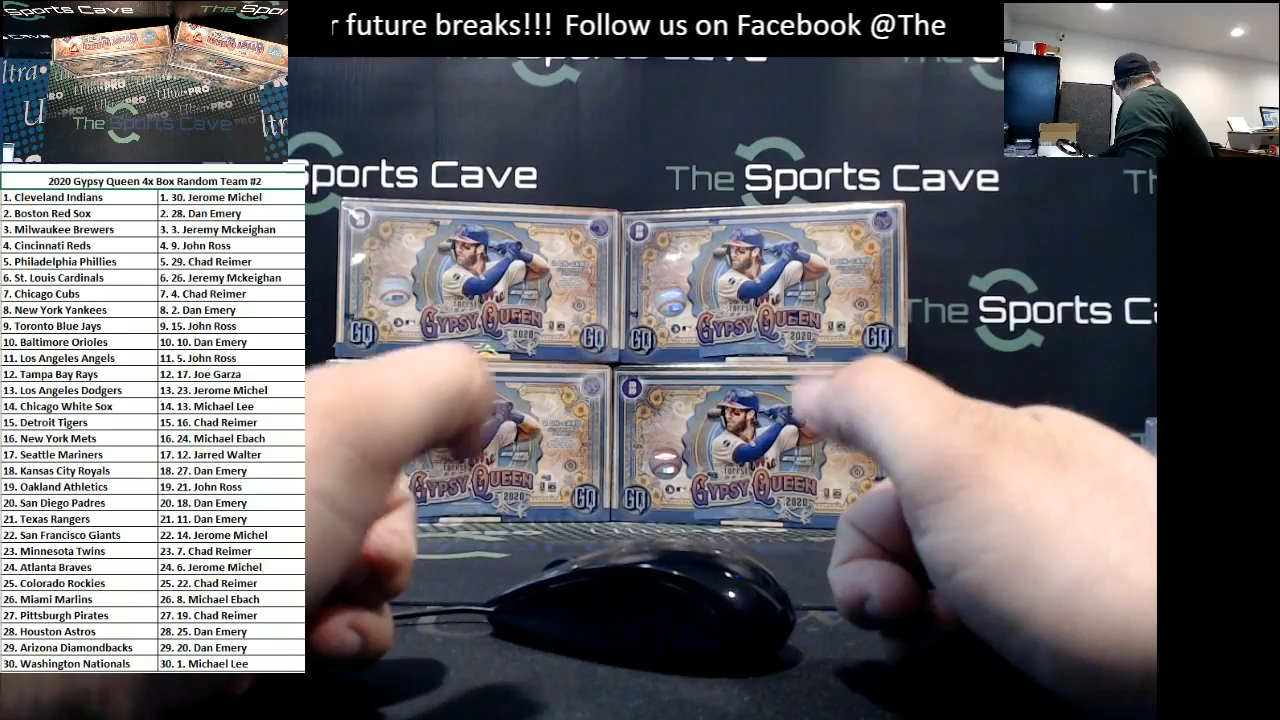 r future breaks!!! Follow us on Facebook @The
The Sports Cave
2020 Gypsy Queen 4x Box Random Team #2
1. Cleveland Indians 1. 30. Jerome Michel
2. Boston Red Sox 2. 28. Dan Emery
3. Milwaukee Brewers 3. 3. Jeremy Mckeighan
4. Cincinnati Reds 4. 9. John Ross
5. Philadelphia Phillies 5. 29. Chad Reimer
6. St. Louis Cardinals 6. 26. Jeremy Mckeighan
7. Chicago Cubs 7. 4. Chad Reimer
8. New York Yankees 8. 2. Dan Emery
9. Toronto Blue Jays 9. 15. John Ross
10. Baltimore Orioles 10. 10. Dan Emery
11. Los Angeles Angels 11. 5. John Ross
12. Tampa Bay Rays 12. 17. Joe Garza
13. Los Angeles Dodgers 13. 23. Jerome Michel
14. Chicago White Sox 14. 13. Michael Lee
15. Detroit Tigers 15. 16. Chad Reimer
16. New York Mets 16. 24. Michael Ebach
17. Seattle Mariners 17. 12. Jarred Walter
18. Kansas City Royals 18. 27. Dan Emery
19. Oakland Athletics 19. 21. John Ross
20. San Diego Padres 20. 18. Dan Emery
21. Texas Rangers 21. 11. Dan Emery
22. San Francisco Giants 22. 14. Jerome Michel
23. Minnesota Twins 23. 7. Chad Reimer
24. Atlanta Braves 24. 6. Jerome Michel
25. Colorado Rockies 25. 22. Chad Reimer
26. Miami Marlins 26. 8. Michael Ebach
27. Pittsburgh Pirates 27. 19. Chad Reimer
28. Houston Astros 28. 25. Dan Emery
29. Arizona Diamondbacks 29. 20. Dan Emery
30. Washington Nationals 30. 1. Michael Lee
Sports Cave
The Sports Cave
The Sports Ca
Gypsy Queen
2020
GQ GQ
Gypsy Queen
2020
GQ GQ
Gypsy Queen
2020
GQ
Gypsy Queen
2020
GQ